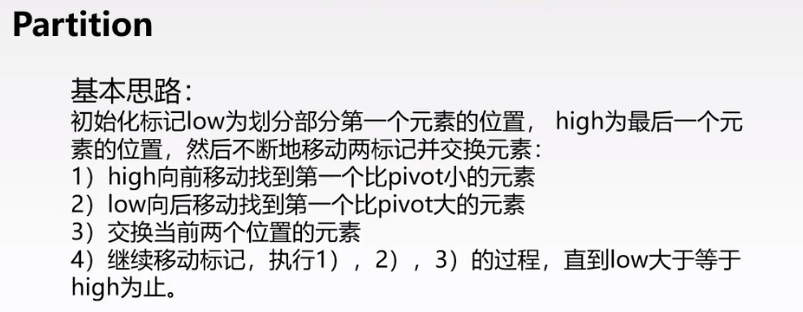 Partition
基本思路：
初始化标记low为划分部分第一个元素的位置， high为最后一个元
素的位置，然后不断地移动两标记并交换元素：
1）high向前移动找到第一个比pivot小的元素
2）low向后移动找到第一个比pivot大的元素
3）交换当前两个位置的元素
4）继续移动标记，执行1），2），3）的过程，直到low大于等于
high为止。